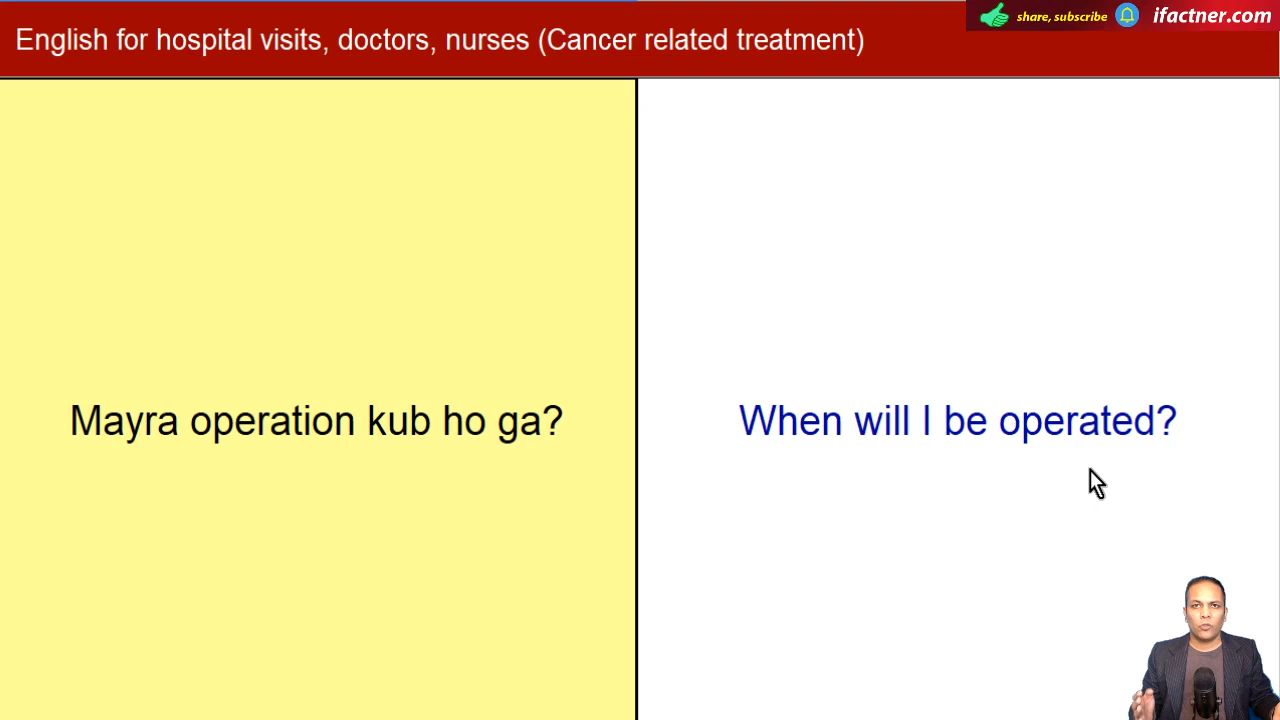 English for hospital visits, doctors, nurses (Cancer related treatment)
share, subscribe
ifactner.com
Mayra operation kub ho ga?
When will I be operated?